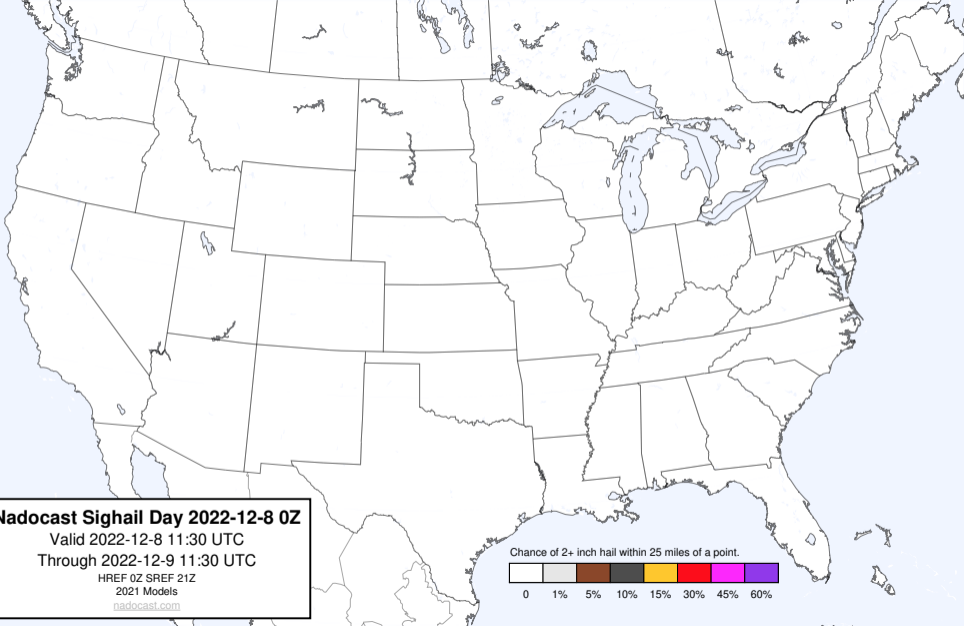 Nadocast Sighail Day 2022-12-8 0Z
Valid 2022-12-8 11:30 UTC
Through 2022-12-9 11:30 UTC
HREF 0Z SREF 21Z
2021 Models
nadocast.com
Chance of 2+ inch hail within 25 miles of a point.
0 1% 5% 10% 15% 30% 45% 60%